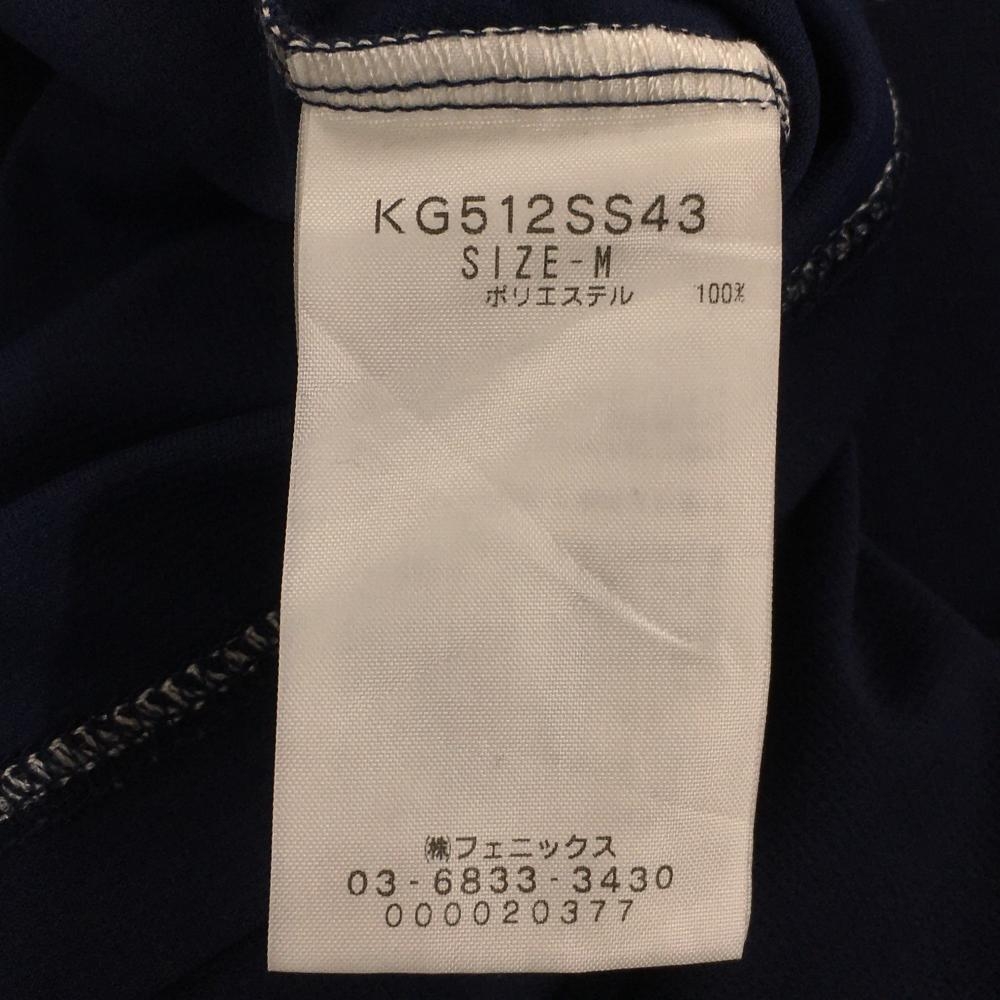 KG512SS43
SIZE-M
ポリエステル 100%
㈱フェニックス
03-6833-3430
000020377